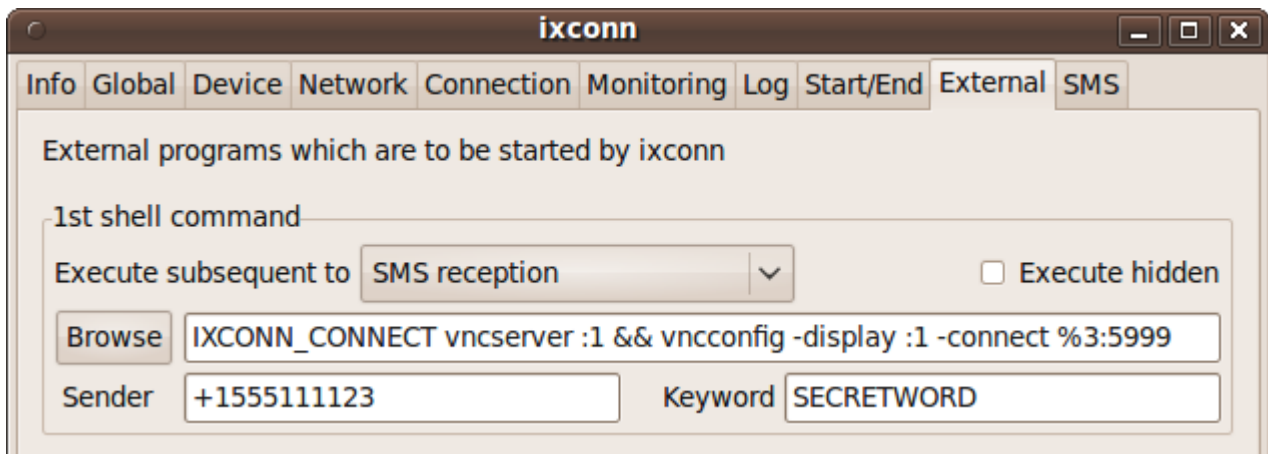 ixconn
Info Global Device Network Connection Monitoring Log Start/End External SMS
External programs which are to be started by ixconn
1st shell command
Execute subsequent to SMS reception Execute hidden
Browse IXCONN_CONNECT vncserver :1 && vncconfig -display :1 -connect %3:5999
Sender +1555111123 Keyword SECRETWORD